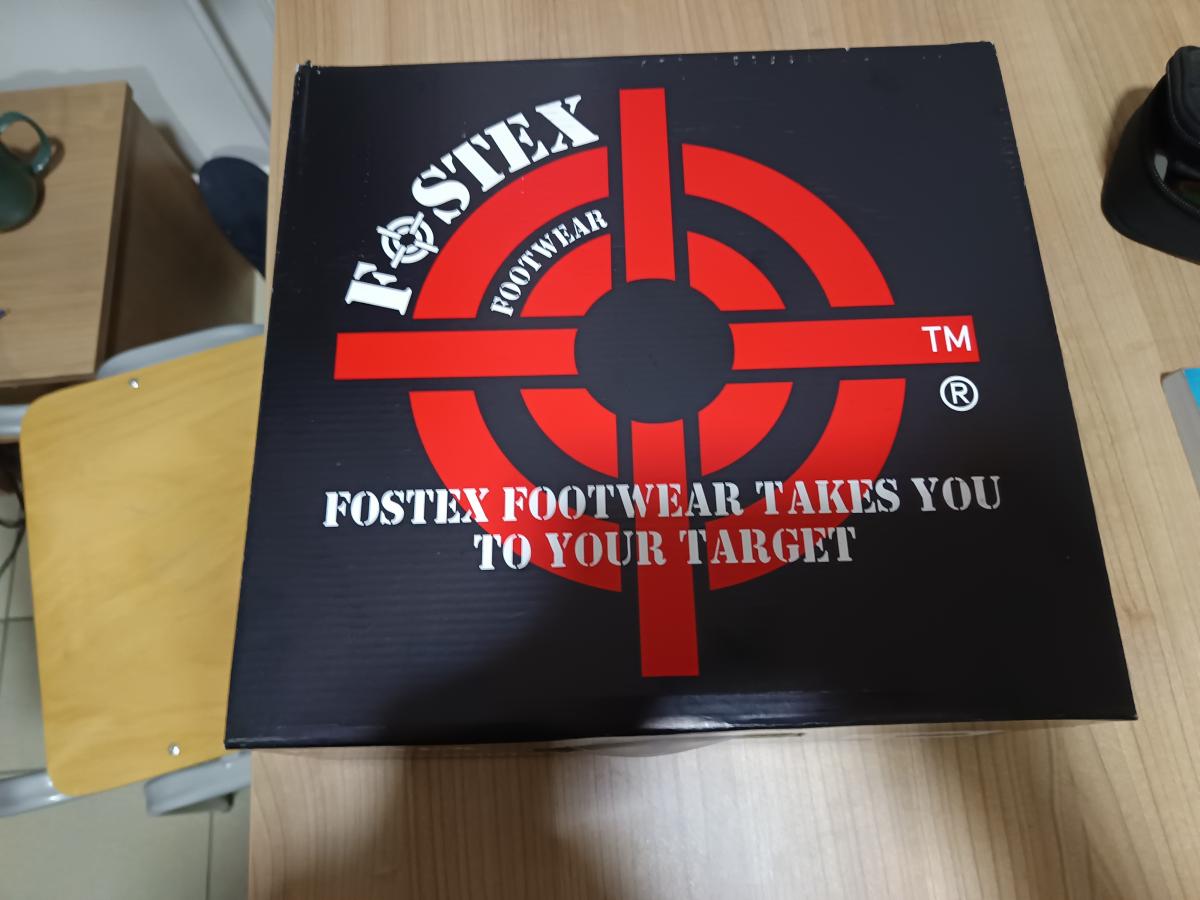 FOSTEX
FOOTWEAR
TM
®
FOSTEX FOOTWEAR TAKES YOU
TO YOUR TARGET